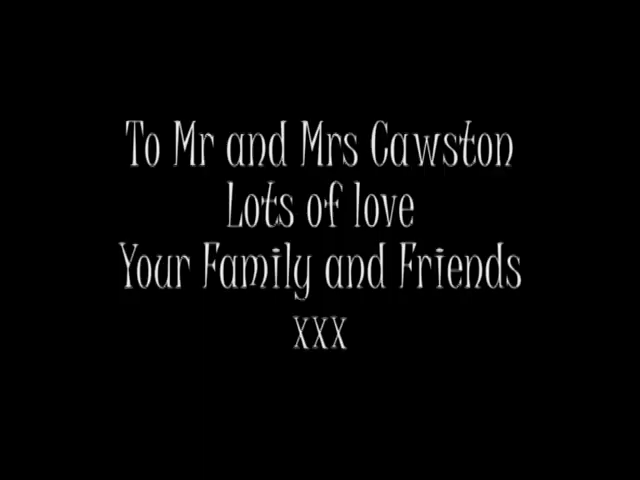 To Mr and Mrs Cawston
Lots of love
Your Family and Friends
xxx